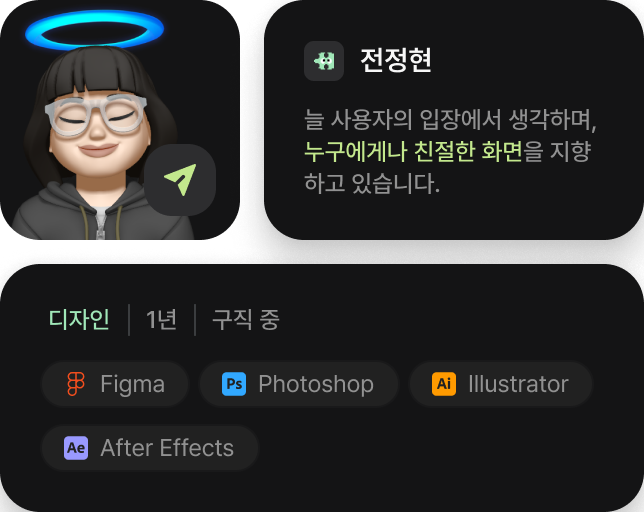 전정현
늘 사용자의 입장에서 생각하며,
누구에게나 친절한 화면을 지향
하고 있습니다.
디자인 | 1년 | 구직 중
Figma Ps Photoshop Ai Illustrator
Ae After Effects